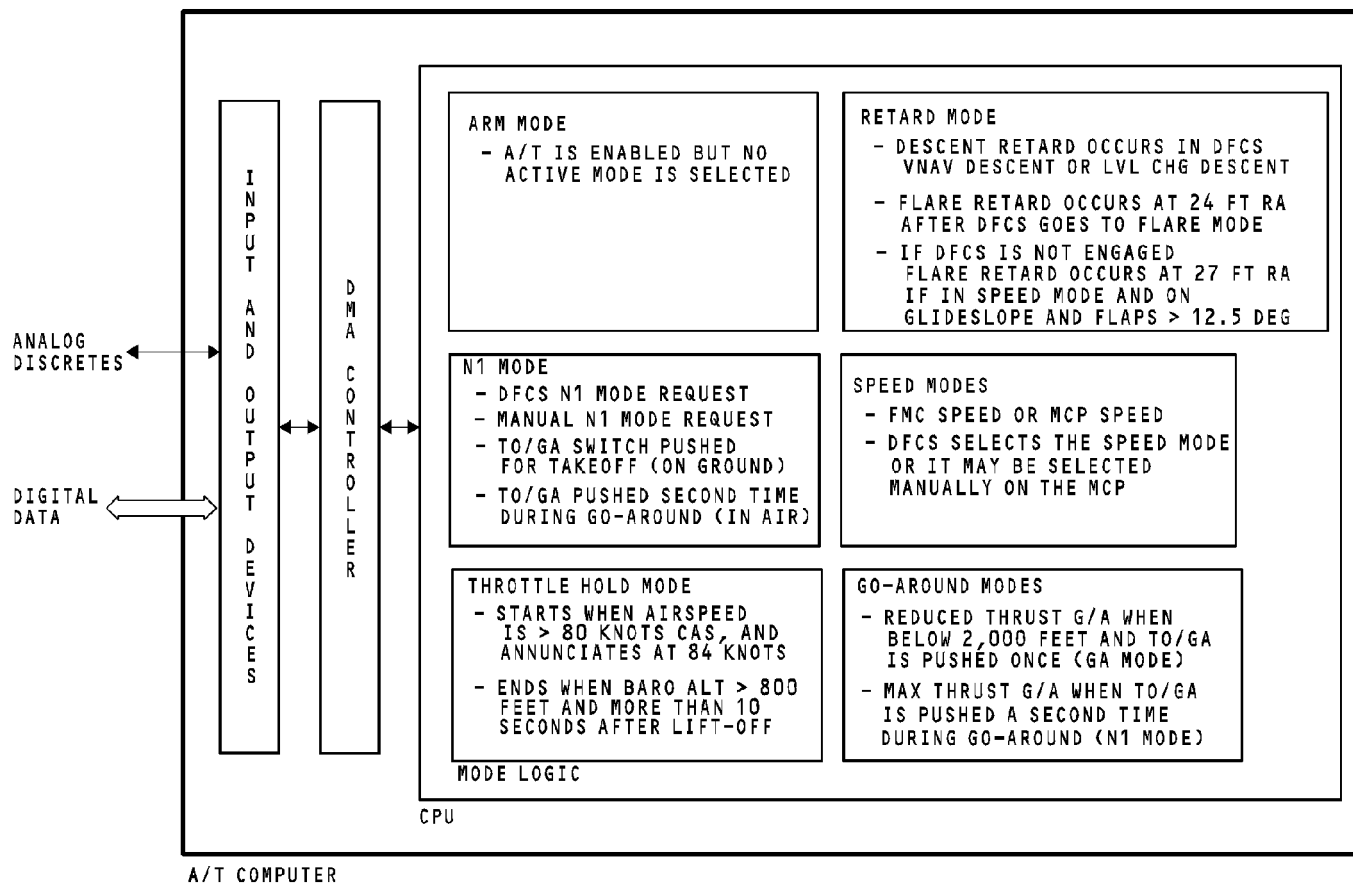 ANALOG
DISCRETES
DIGITAL
DATA
INPUT AND OUTPUT DEVICES
DMA CONTROLLER
ARM MODE
- A/T IS ENABLED BUT NO
ACTIVE MODE IS SELECTED
RETARD MODE
- DESCENT RETARD OCCURS IN DFCS
VNAV DESCENT OR LVL CHG DESCENT
- FLARE RETARD OCCURS AT 24 FT RA
AFTER DFCS GOES TO FLARE MODE
- IF DFCS IS NOT ENGAGED
FLARE RETARD OCCURS AT 27 FT RA
IF IN SPEED MODE AND ON
GLIDESLOPE AND FLAPS > 12.5 DEG
N1 MODE
- DFCS N1 MODE REQUEST
- MANUAL N1 MODE REQUEST
- TO/GA SWITCH PUSHED
FOR TAKEOFF (ON GROUND)
- TO/GA PUSHED SECOND TIME
DURING GO-AROUND (IN AIR)
SPEED MODES
- FMC SPEED OR MCP SPEED
- DFCS SELECTS THE SPEED MODE
OR IT MAY BE SELECTED
MANUALLY ON THE MCP
THROTTLE HOLD MODE
- STARTS WHEN AIRSPEED
IS > 80 KNOTS CAS, AND
ANNUNCIATES AT 84 KNOTS
- ENDS WHEN BARO ALT > 800
FEET AND MORE THAN 10
SECONDS AFTER LIFT-OFF
GO-AROUND MODES
- REDUCED THRUST G/A WHEN
BELOW 2,000 FEET AND TO/GA
IS PUSHED ONCE (GA MODE)
- MAX THRUST G/A WHEN TO/GA
IS PUSHED A SECOND TIME
DURING GO-AROUND (N1 MODE)
MODE LOGIC
CPU
A/T COMPUTER